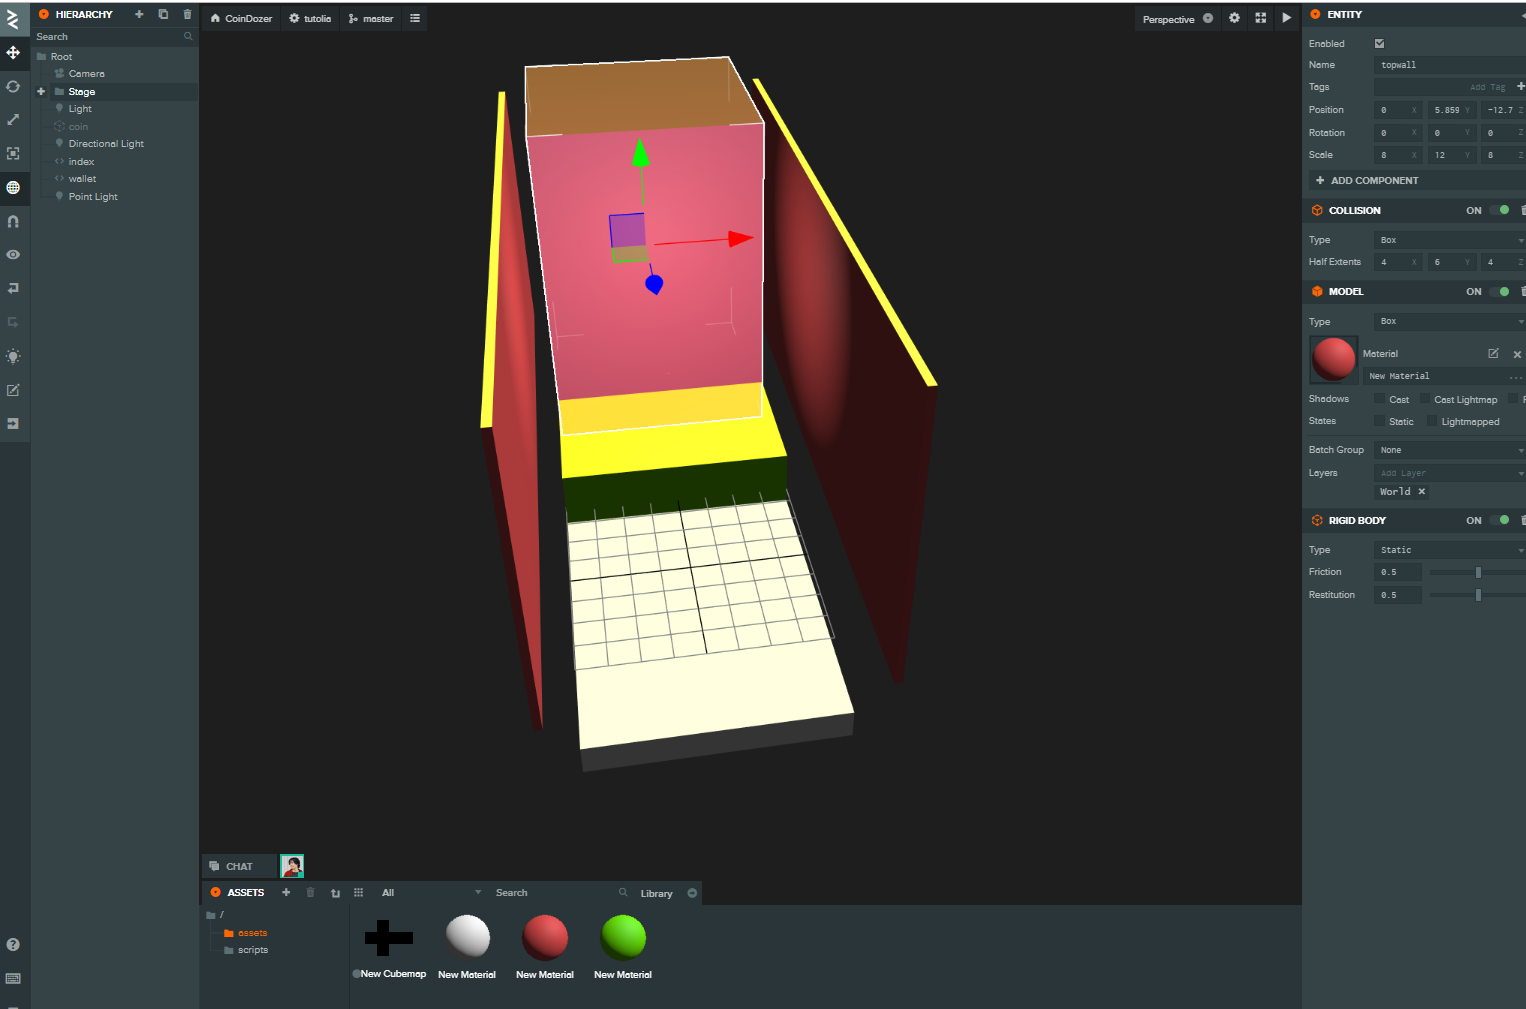 HIERARCHY
Search
Root
Camera
Stage
Light
coin
Directional Light
index
wallet
Point Light
CoinDozer
tutolia
master
Perspective
ENTITY
Enabled
Name topwall
Tags Add Tag
Position 0 X 5.859 Y -12.7 Z
Rotation 0 X 0 Y 0 Z
Scale 8 X 12 Y 8 Z
ADD COMPONENT
COLLISION ON
Type Box
Half Extents 4 X 6 Y 4 Z
MODEL ON
Type Box
Material
New Material ...
Shadows Cast Cast Lightmap
States Static Lightmapped
Batch Group None
Layers Add Layer
World
RIGID BODY ON
Type Static
Friction 0.5
Restitution 0.5
CHAT
ASSETS All Search Library
/
assets
scripts
New Cubemap
New Material
New Material
New Material